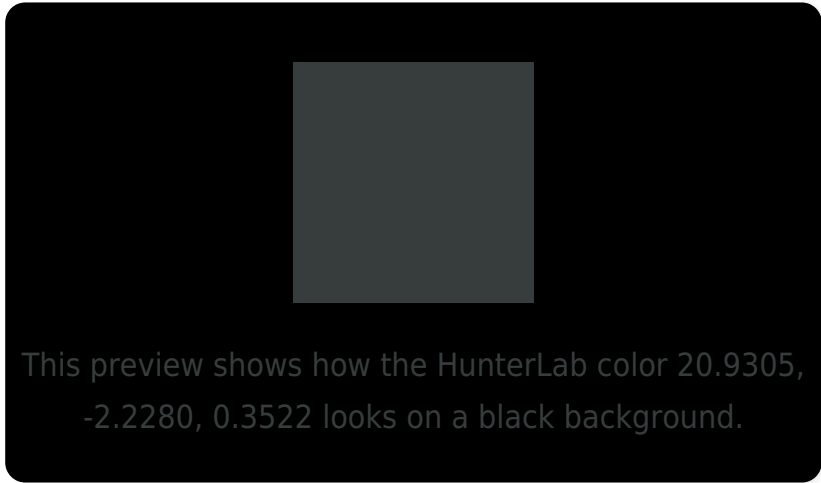 This preview shows how the HunterLab color 20.9305,
-2.2280, 0.3522 looks on a black background.